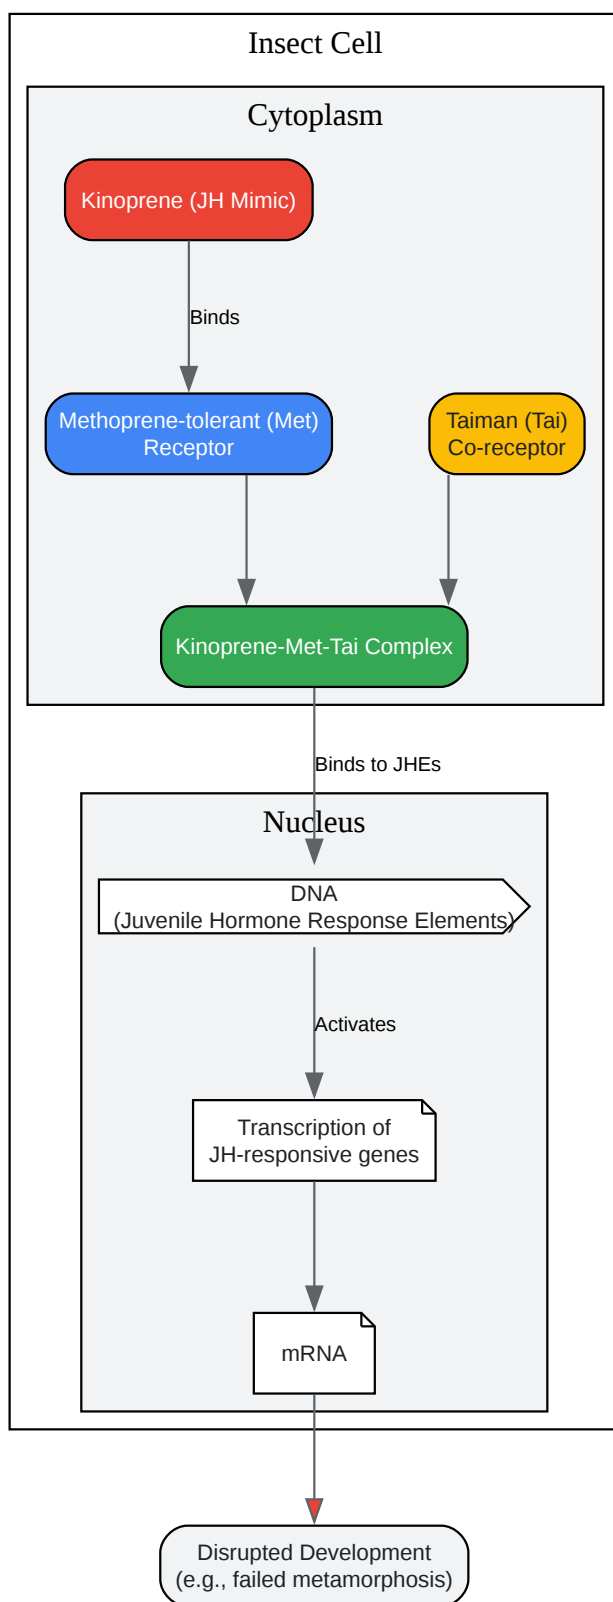 Insect Cell
Cytoplasm
Kinoprene (JH Mimic)
Binds
Methoprene-tolerant (Met)
Receptor
Taiman (Tai)
Co-receptor
Kinoprene-Met-Tai Complex
Binds to JHEs
Nucleus
DNA
(Juvenile Hormone Response Elements)
Activates
Transcription of
JH-responsive genes
mRNA
Disrupted Development
(e.g., failed metamorphosis)